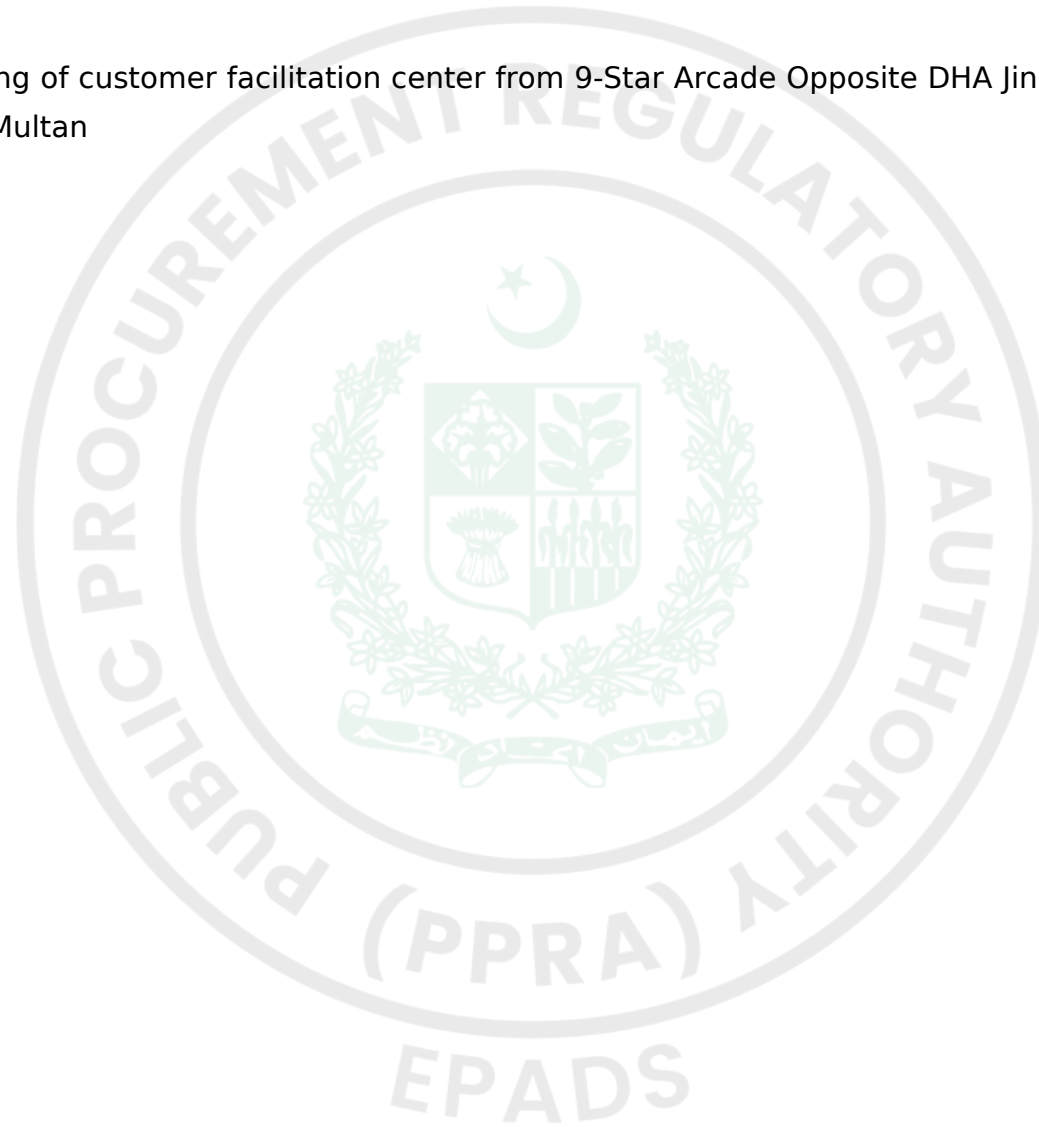 ng of customer facilitation center from 9-Star Arcade Opposite DHA Jin
Multan
PUBLIC PROCUREMENT REGULATORY AUTHORITY
(PPRA)
EPADS